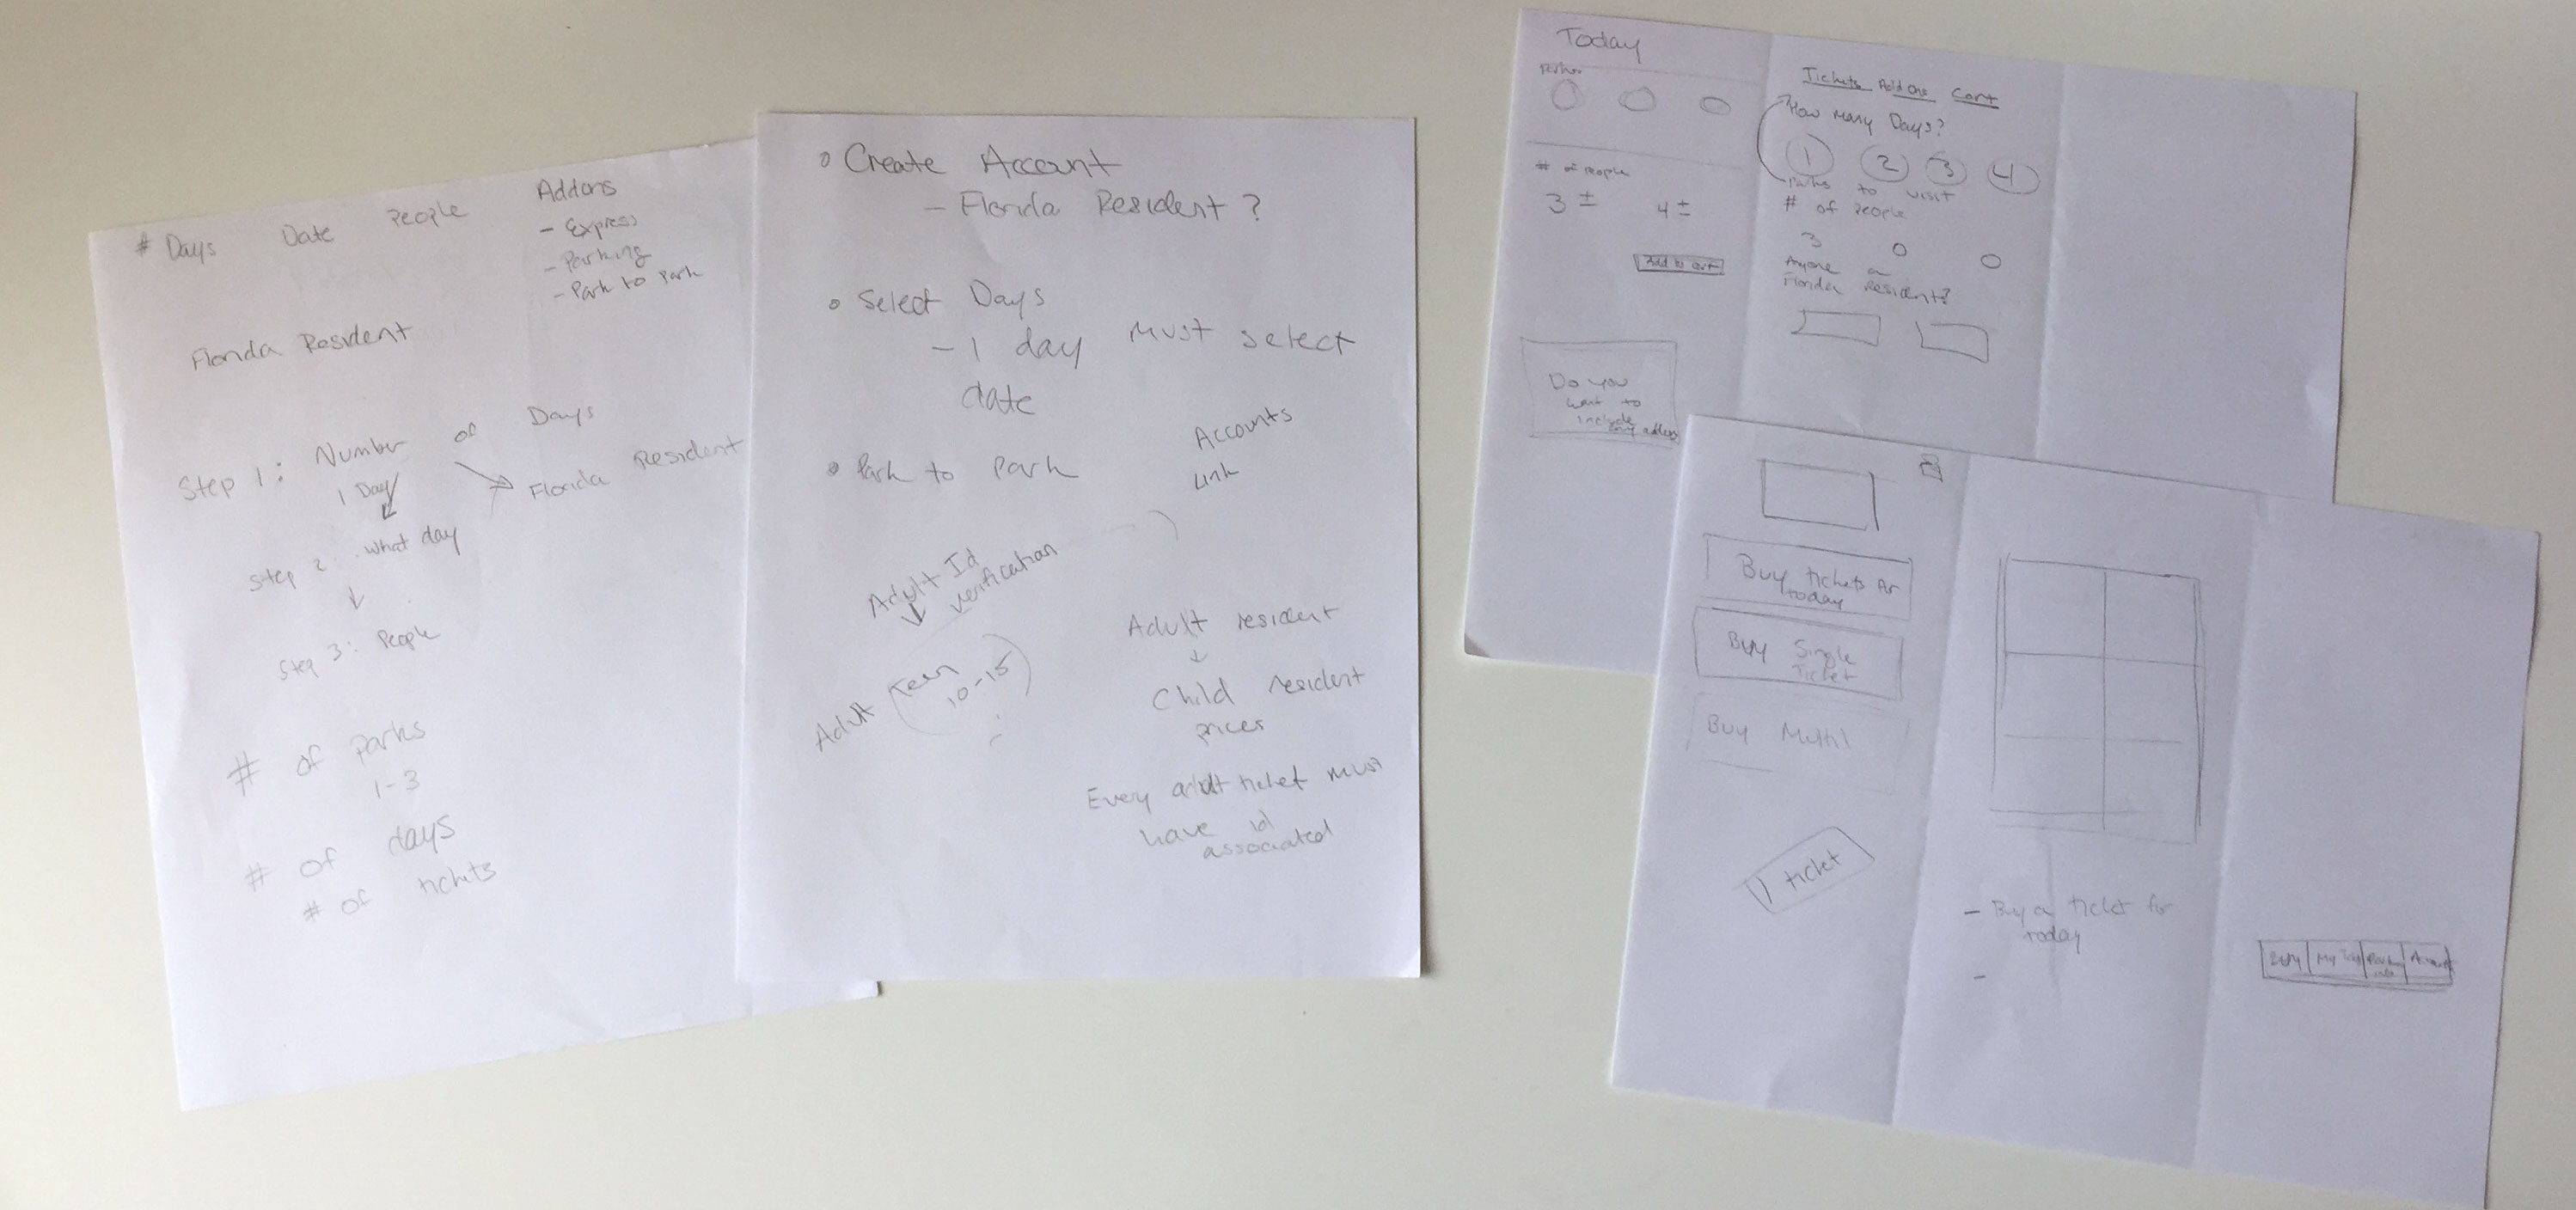 # Days Date People Addons
- Express
- Parking
- Park to Park
Florida Resident
Step 1: Number of Days
1 Day
Florida Resident
Step 2: what day
Step 3: People
# of parks
1-3
# of days
# of tickets
Create Account
- Florida Resident?
Select Days
- 1 day must select
date
Park to Park
Accounts
Link
Adult Id
verification
Adult (Teen
10-15)
Adult resident
Child resident
prices
Every adult ticket must
have id
associated
Today
# of people
3 ±
4 ±
Add to cart
Do you
want to
include
any addons
Tickets Add ons Cart
How many Days?
1 2 3 4
Parks to visit
# of People
3 0 0
Anyone a
Florida Resident?
Buy tickets for
today
Buy Single
Ticket
Buy Multi
1 ticket
- Buy a ticket for
today
-
Buy My